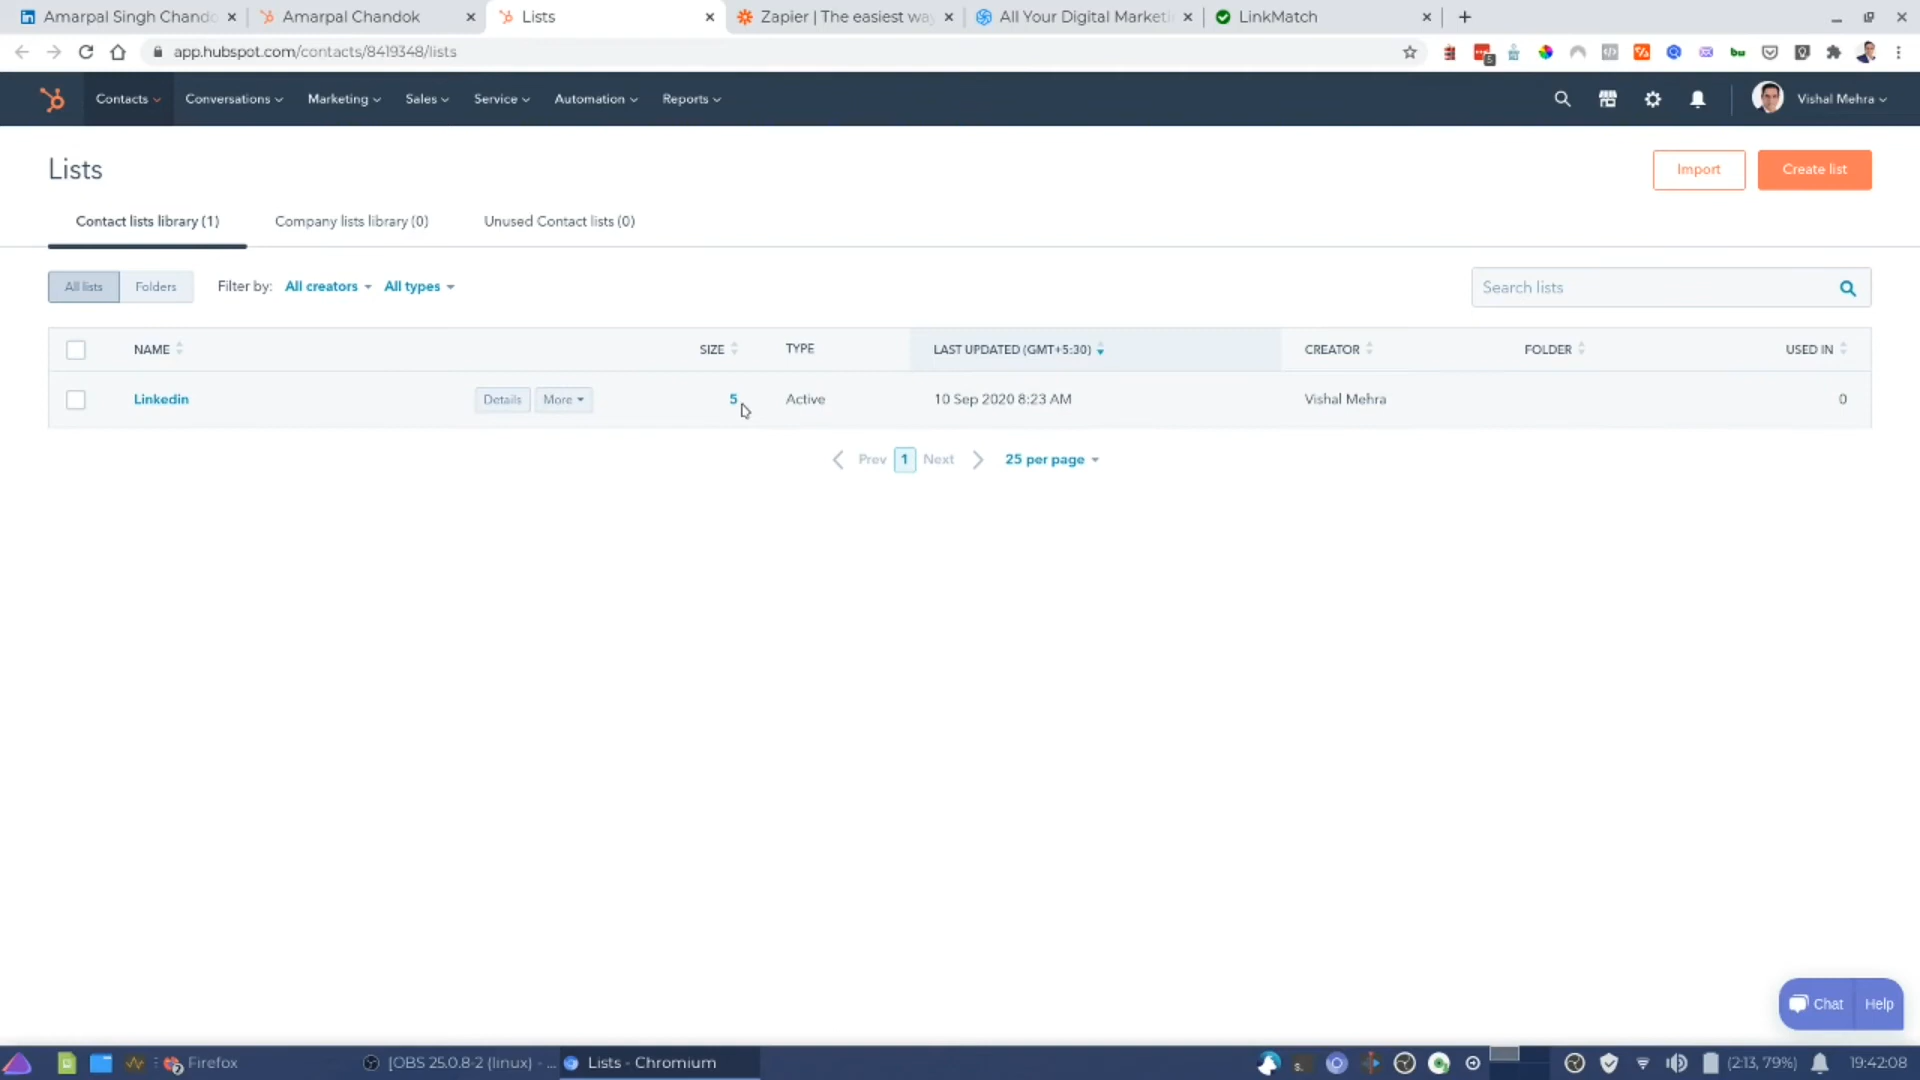 Amarpal Singh Chando
Amarpal Chandok
Lists
Zapier | The easiest way
All Your Digital Marketi
LinkMatch
app.hubspot.com/contacts/8419348/lists
Contacts
Conversations
Marketing
Sales
Service
Automation
Reports
Vishal Mehra
Lists
Import
Create list
Contact lists library (1)
Company lists library (0)
Unused Contact lists (0)
All lists
Folders
Filter by:
All creators
All types
Search lists
NAME
SIZE
TYPE
LAST UPDATED (GMT+5:30)
CREATOR
FOLDER
USED IN
Linkedin
Details
More
5
Active
10 Sep 2020 8:23 AM
Vishal Mehra
0
Prev
1
Next
25 per page
Chat
Help
Firefox
[OBS 25.0.8-2 (linux) - ...
Lists - Chromium
(2:13, 79%)
19:42:08